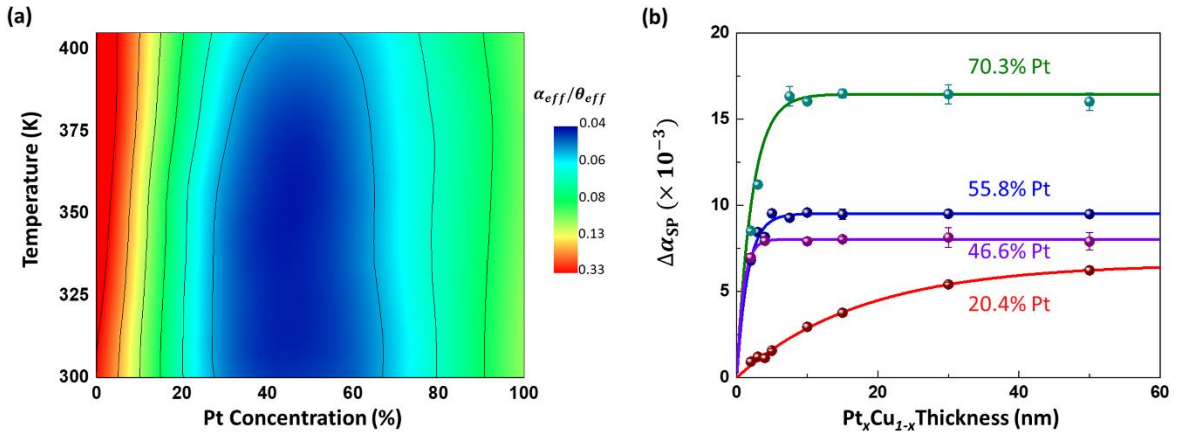 (a)
Temperature (K)
400
375
350
325
300
0
20
40
60
80
100
Pt Concentration (%)
α_eff/θ_eff
0.04
0.06
0.08
0.13
0.33
(b)
Δα_SP (× 10⁻³)
20
15
10
5
0
0
20
40
60
Pt_xCu_{1-x}Thickness (nm)
70.3% Pt
55.8% Pt
46.6% Pt
20.4% Pt